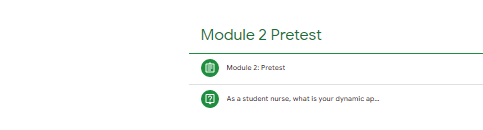 Module 2 Pretest
Module 2: Pretest
As a student nurse, what is your dynamic ap...